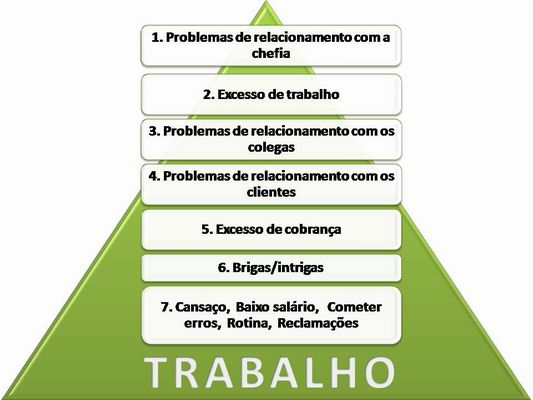 1. Problemas de relacionamento com a
chefia
2. Excesso de trabalho
3. Problemas de relacionamento com os
colegas
4. Problemas de relacionamento com os
clientes
5. Excesso de cobrança
6. Brigas/intrigas
7. Cansaço, Baixo salário, Cometer
erros, Rotina, Reclamações
TRABALHO